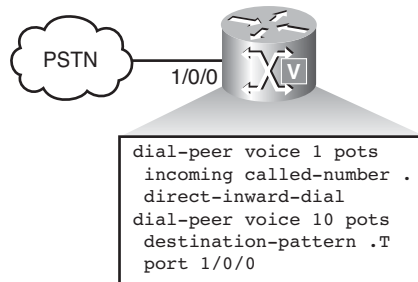 PSTN
1/0/0
V
dial-peer voice 1 pots
incoming called-number .
direct-inward-dial
dial-peer voice 10 pots
destination-pattern .T
port 1/0/0